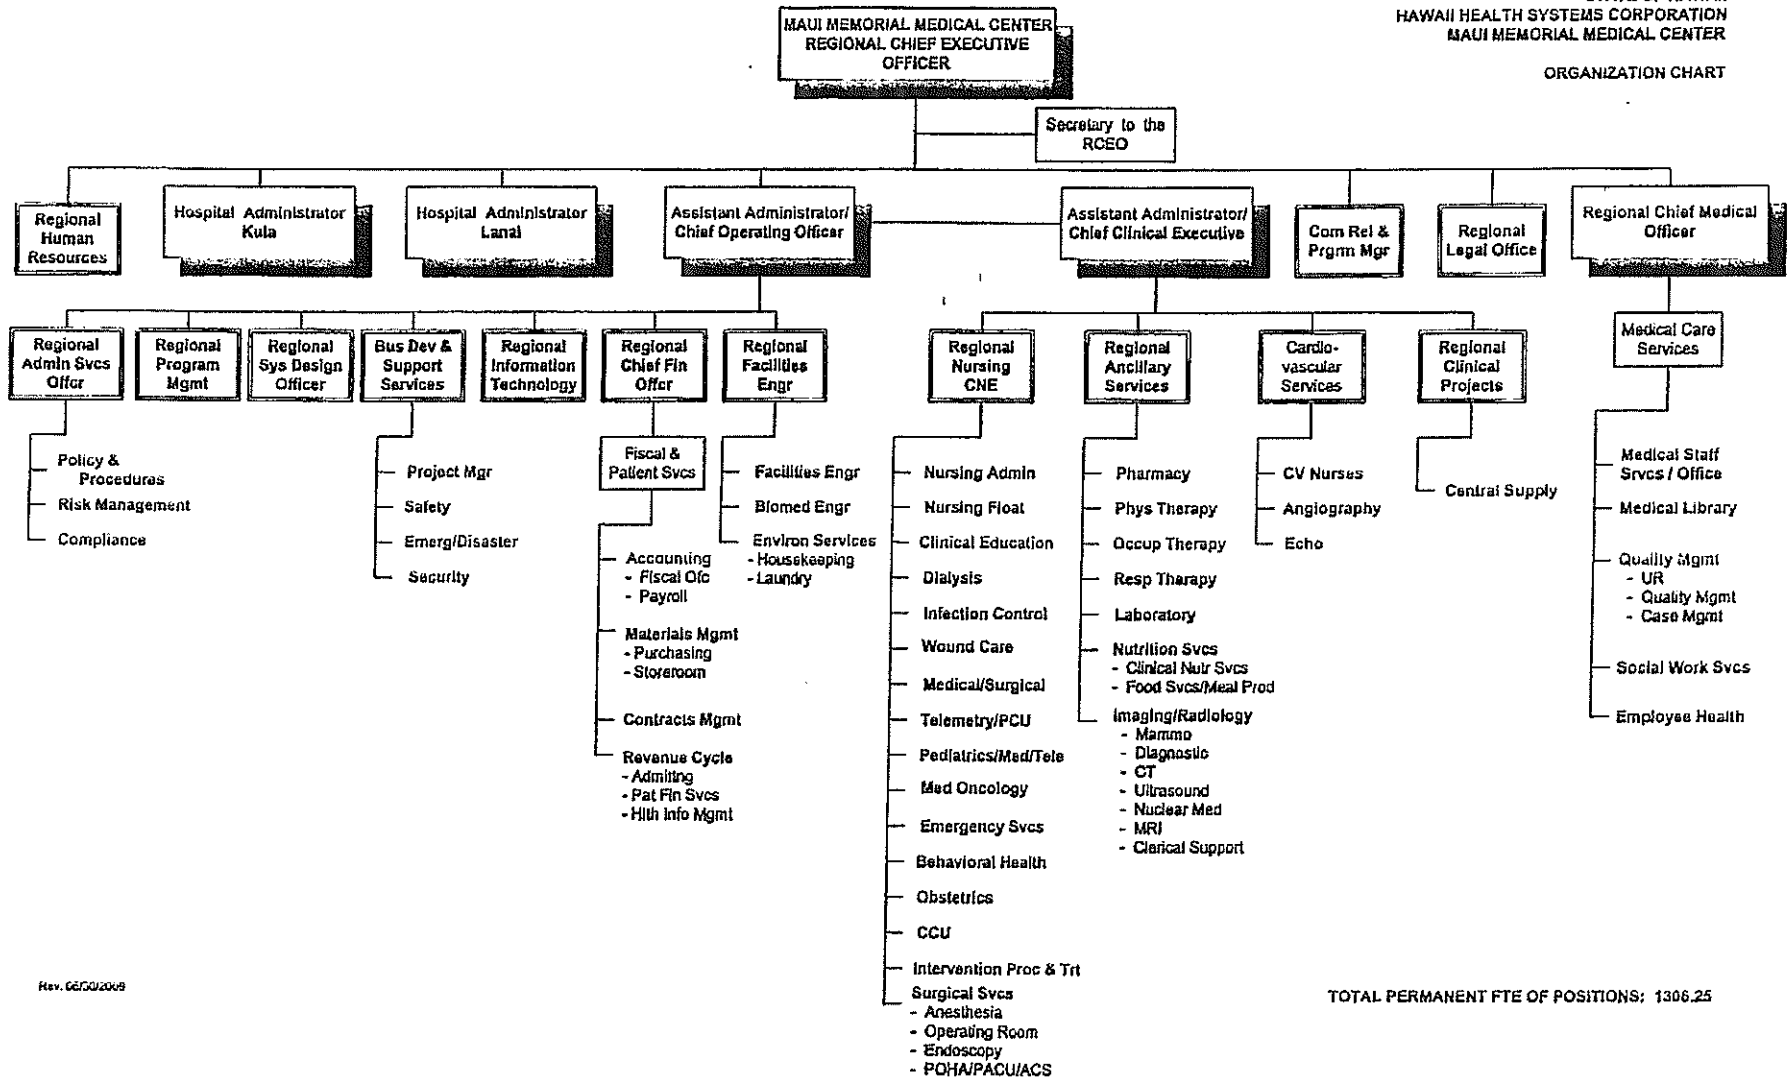 HAWAII HEALTH SYSTEMS CORPORATION
MAUI MEMORIAL MEDICAL CENTER
ORGANIZATION CHART
MAUI MEMORIAL MEDICAL CENTER
REGIONAL CHIEF EXECUTIVE
OFFICER
Secretary to the
RCEO
Regional
Human
Resources
Hospital Administrator
Kula
Hospital Administrator
Lanai
Assistant Administrator/
Chief Operating Officer
Assistant Administrator/
Chief Clinical Executive
Com Rel &
Prgrm Mgr
Regional
Legal Office
Regional Chief Medical
Officer
Regional
Admin Svcs
Offcr
Regional
Program
Mgmt
Regional
Sys Design
Officer
Bus Dev &
Support
Services
Regional
Information
Technology
Regional
Chief Fin
Offcr
Regional
Facilities
Engr
Regional
Nursing
CNE
Regional
Ancillary
Services
Cardio-
vascular
Services
Regional
Clinical
Projects
Medical Care
Services
Policy &
Procedures
Risk Management
Compliance
Project Mgr
Safety
Emerg/Disaster
Security
Fiscal &
Patient Svcs
Accounting
- Fiscal Ofc
- Payroll
Materials Mgmt
- Purchasing
- Storeroom
Contracts Mgmt
Revenue Cycle
- Admiting
- Pat Fin Svcs
- Hlth Info Mgmt
Facilities Engr
Biomed Engr
Environ Services
- Housekeeping
- Laundry
Nursing Admin
Nursing Float
Clinical Education
Dialysis
Infection Control
Wound Care
Medical/Surgical
Telemetry/PCU
Pediatrics/Med/Tele
Med Oncology
Emergency Svcs
Behavioral Health
Obstetrics
CCU
Intervention Proc & Trt
Surgical Svcs
- Anesthesia
- Operating Room
- Endoscopy
- POHA/PACU/ACS
Pharmacy
Phys Therapy
Occup Therapy
Resp Therapy
Laboratory
Nutrition Svcs
- Clinical Nutr Svcs
- Food Svcs/Meal Prod
Imaging/Radiology
- Mammo
- Diagnostic
- CT
- Ultrasound
- Nuclear Med
- MRI
- Clerical Support
CV Nurses
Angiography
Echo
Central Supply
Medical Staff
Srvcs / Office
Medical Library
Quality Mgmt
- UR
- Quality Mgmt
- Case Mgmt
Social Work Svcs
Employee Health
Rev. 06/30/2009
TOTAL PERMANENT FTE OF POSITIONS: 1306.25